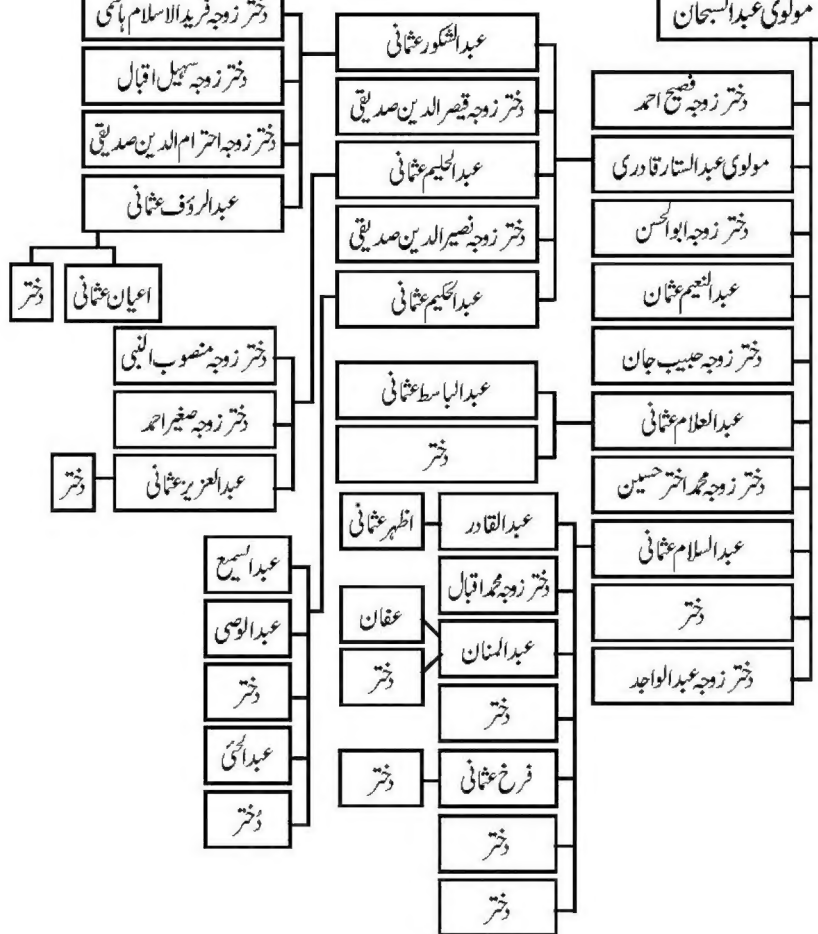 مولوی عبدالسبحان
دختر زوجہ فصیح احمد
مولوی عبدالستار قادری
دختر زوجہ ابوالحسن
عبدالنعیم عثمان
دختر زوجہ حبیب جان
عبدالعلام عثمانی
دختر زوجہ محمد اختر حسین
عبدالسلام عثمانی
دختر
دختر زوجہ عبدالواجد
عبدالشکور عثمانی
دختر زوجہ قیصر الدین صدیقی
عبدالحلیم عثمانی
دختر زوجہ نصیر الدین صدیقی
عبدالحکیم عثمانی
عبدالباسط عثمانی
دختر
عبدالقادر
دختر زوجہ محمد اقبال
عبدالمنان
دختر
فرخ عثمانی
دختر
دختر
اظہر عثمانی
عفان
دختر
دختر
دختر زوجہ فرید الاسلام ہاشمی
دختر زوجہ سہیل اقبال
دختر زوجہ احترام الدین صدیقی
عبدالرؤف عثمانی
اعیان عثمانی
دختر
دختر زوجہ منصوب النبی
دختر زوجہ صغیر احمد
عبدالعزیز عثمانی
دختر
عبدالسمیع
عبدالوصی
دختر
عبدالحئی
دُختر